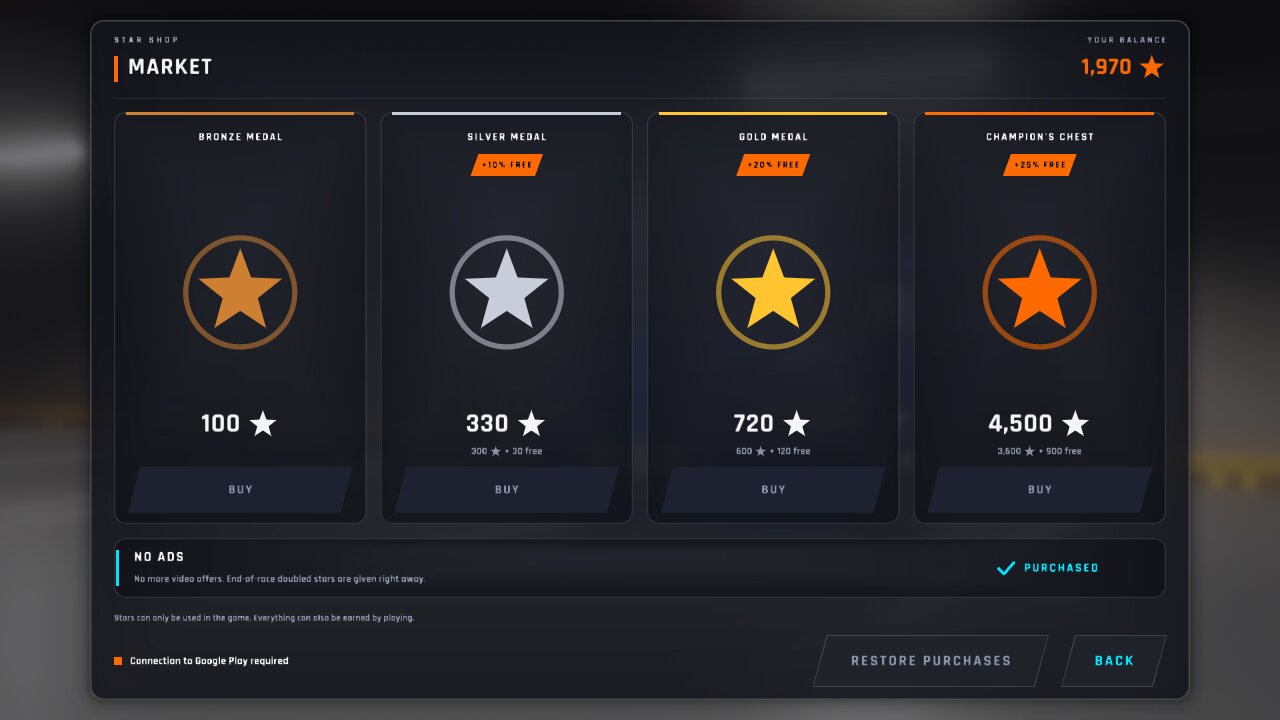 STAR SHOP
YOUR BALANCE
MARKET
1,970
BRONZE MEDAL
SILVER MEDAL
GOLD MEDAL
CHAMPION'S CHEST
+10% FREE
+20% FREE
+25% FREE
100
330
720
4,500
300 ★ + 30 free
600 ★ + 120 free
3,600 ★ + 900 free
BUY
BUY
BUY
BUY
NO ADS
No more video offers. End-of-race doubled stars are given right away.
PURCHASED
Stars can only be used in the game. Everything can also be earned by playing.
Connection to Google Play required
RESTORE PURCHASES
BACK